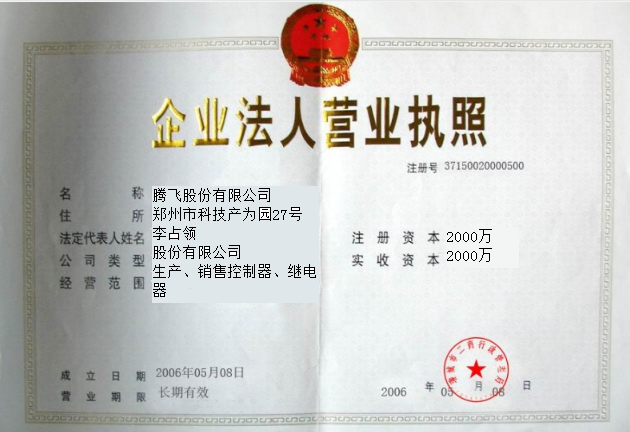 企业法人营业执照
注册号 37150020000500
名称 腾飞股份有限公司
住所 郑州市科技产为园27号
法定代表人姓名 李占领
注册资本 2000万
公司类型 股份有限公司
实收资本 2000万
经营范围 生产、销售控制器、继电
器
成立日期 2006年05月08日
营业期限 长期有效
2006 年 05 月 08 日